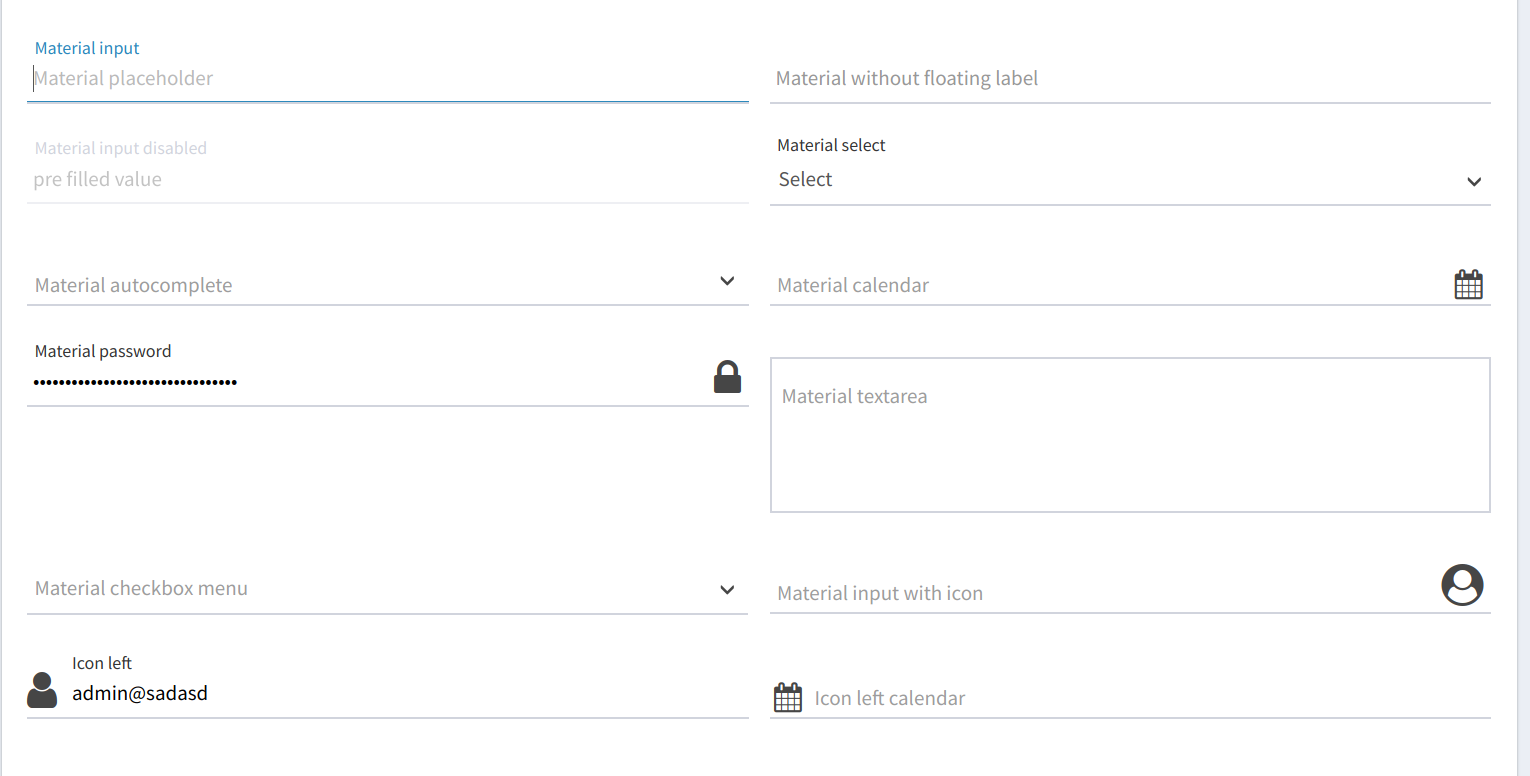 Material input
Material placeholder
Material without floating label
Material input disabled
pre filled value
Material select
Select
Material autocomplete
Material calendar
Material password
••••••••••••••••••••••••••••••••
Material textarea
Material checkbox menu
Material input with icon
Icon left
admin@sadasd
Icon left calendar